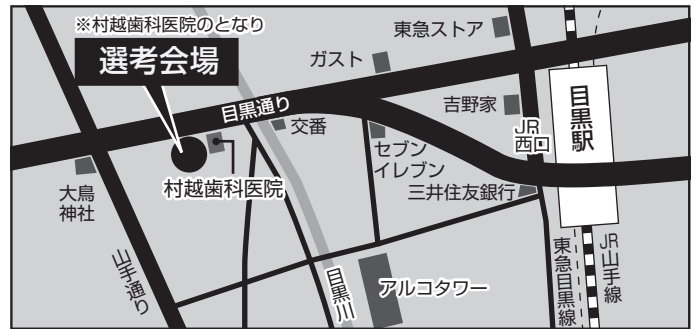 ※村越歯科医院のとなり
選考会場
東急ストア
ガスト
目黒通り
交番
吉野家
JR
西口
目黒駅
セブン
イレブン
村越歯科医院
大鳥
神社
三井住友銀行
山手通り
目黒川
アルコタワー
東急目黒線
JR山手線